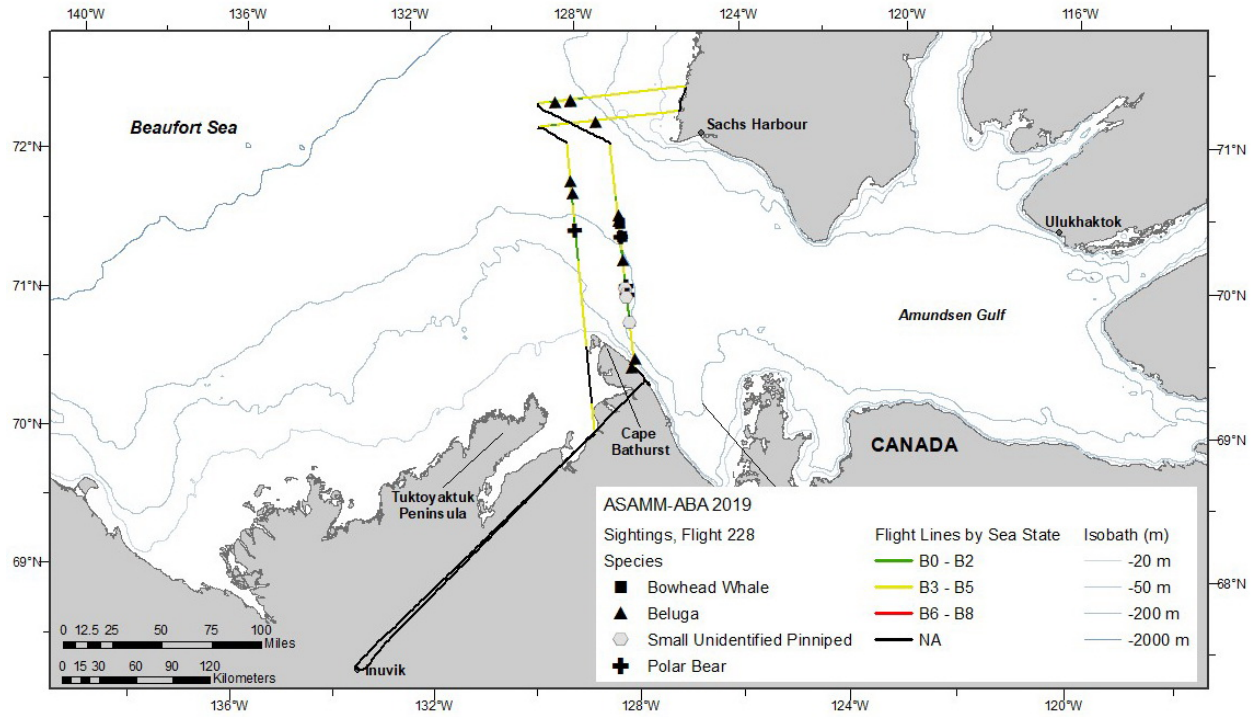 140°W 136°W 132°W 128°W 124°W 120°W 116°W
Beaufort Sea
Sachs Harbour
72°N 71°N
Ulukhaktok
71°N 70°N
Amundsen Gulf
70°N 69°N
Cape
Bathurst
CANADA
Tuktoyaktuk
Peninsula
69°N 68°N
ASAMM-ABA 2019
Sightings, Flight 228
Species
Bowhead Whale
Beluga
Small Unidentified Pinniped
Polar Bear
Flight Lines by Sea State
B0 - B2
B3 - B5
B6 - B8
NA
Isobath (m)
-20 m
-50 m
-200 m
-2000 m
0 12.5 25 50 75 100
Miles
0 15 30 60 90 120
Kilometers
Inuvik
136°W 132°W 128°W 124°W 120°W